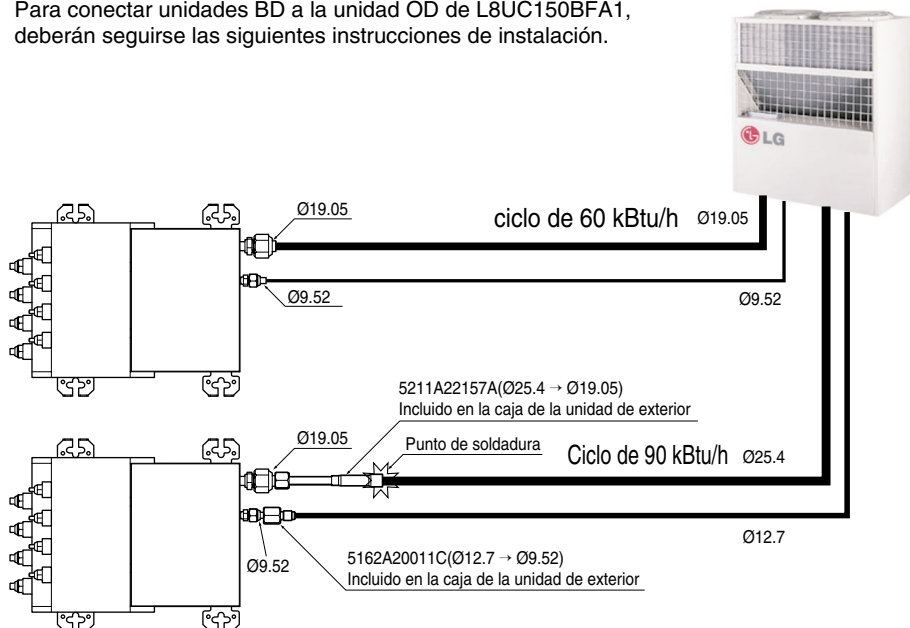 Para conectar unidades BD a la unidad OD de L8UC150BFA1,
deberán seguirse las siguientes instrucciones de instalación.
LG
Ø19.05
ciclo de 60 kBtu/h Ø19.05
Ø9.52
Ø9.52
5211A22157A(Ø25.4 → Ø19.05)
Incluido en la caja de la unidad de exterior
Ø19.05
Punto de soldadura
Ciclo de 90 kBtu/h Ø25.4
Ø12.7
Ø9.52
5162A20011C(Ø12.7 → Ø9.52)
Incluido en la caja de la unidad de exterior